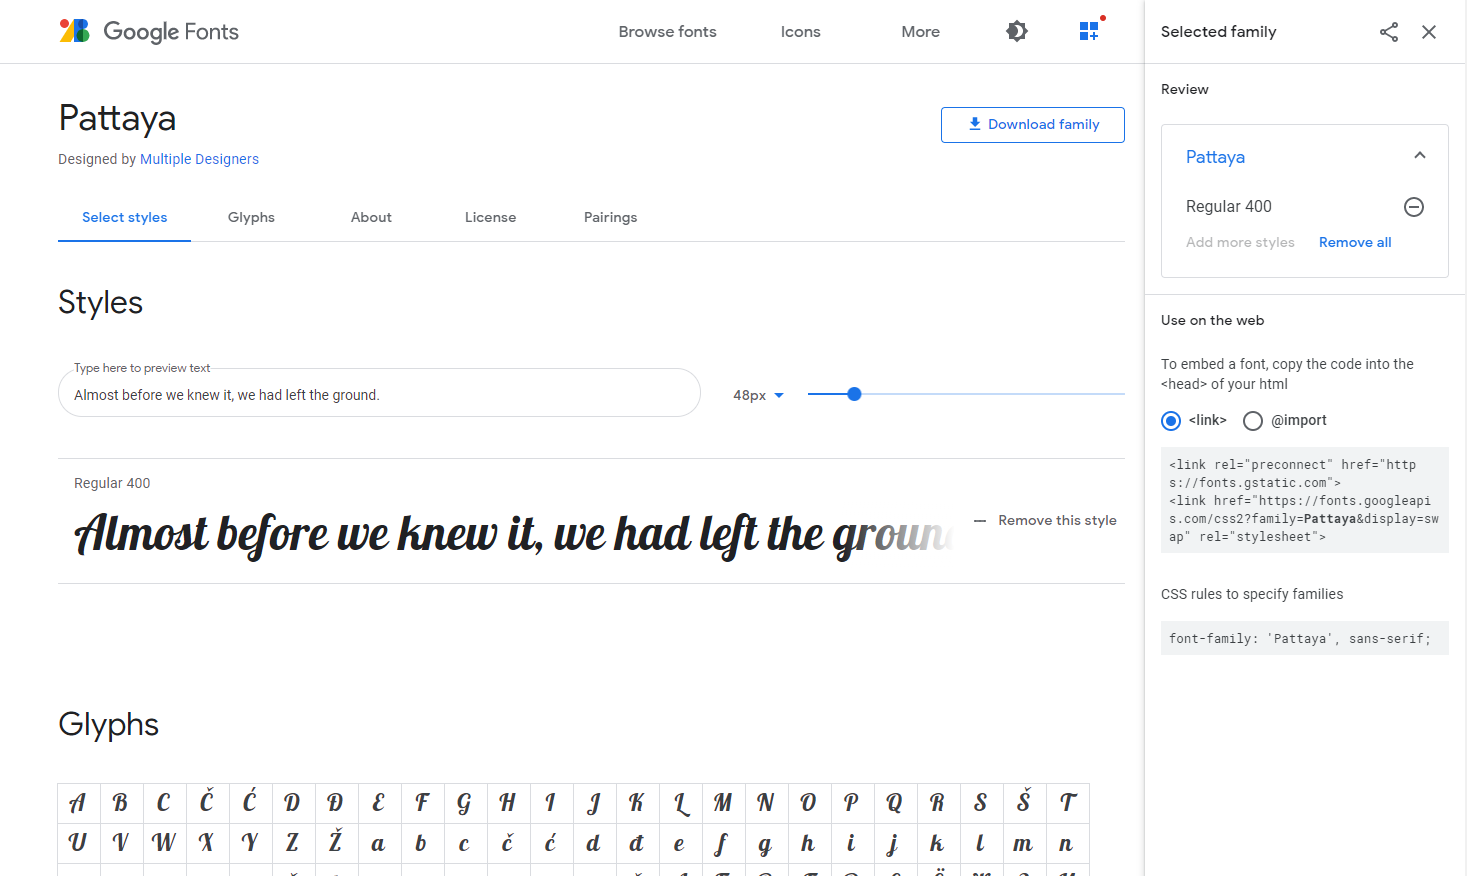 Google Fonts
Browse fonts
Icons
More
Pattaya
Designed by Multiple Designers
Download family
Select styles
Glyphs
About
License
Pairings
Styles
Type here to preview text
Almost before we knew it, we had left the ground.
48px
Regular 400
Almost before we knew it, we had left the ground
Remove this style
Glyphs
A B C Č Ć D Đ E F G H I J K L M N O P Q R S Š T
U V W X Y Z Ž a b c č ć d đ e f g h i j k l m n
Selected family
Review
Pattaya
Regular 400
Add more styles
Remove all
Use on the web
To embed a font, copy the code into the
<head> of your html
<link>
@import
<link rel="preconnect" href="http
s://fonts.gstatic.com">
<link href="https://fonts.googleapi
s.com/css2?family=Pattaya&display=sw
ap" rel="stylesheet">
CSS rules to specify families
font-family: 'Pattaya', sans-serif;